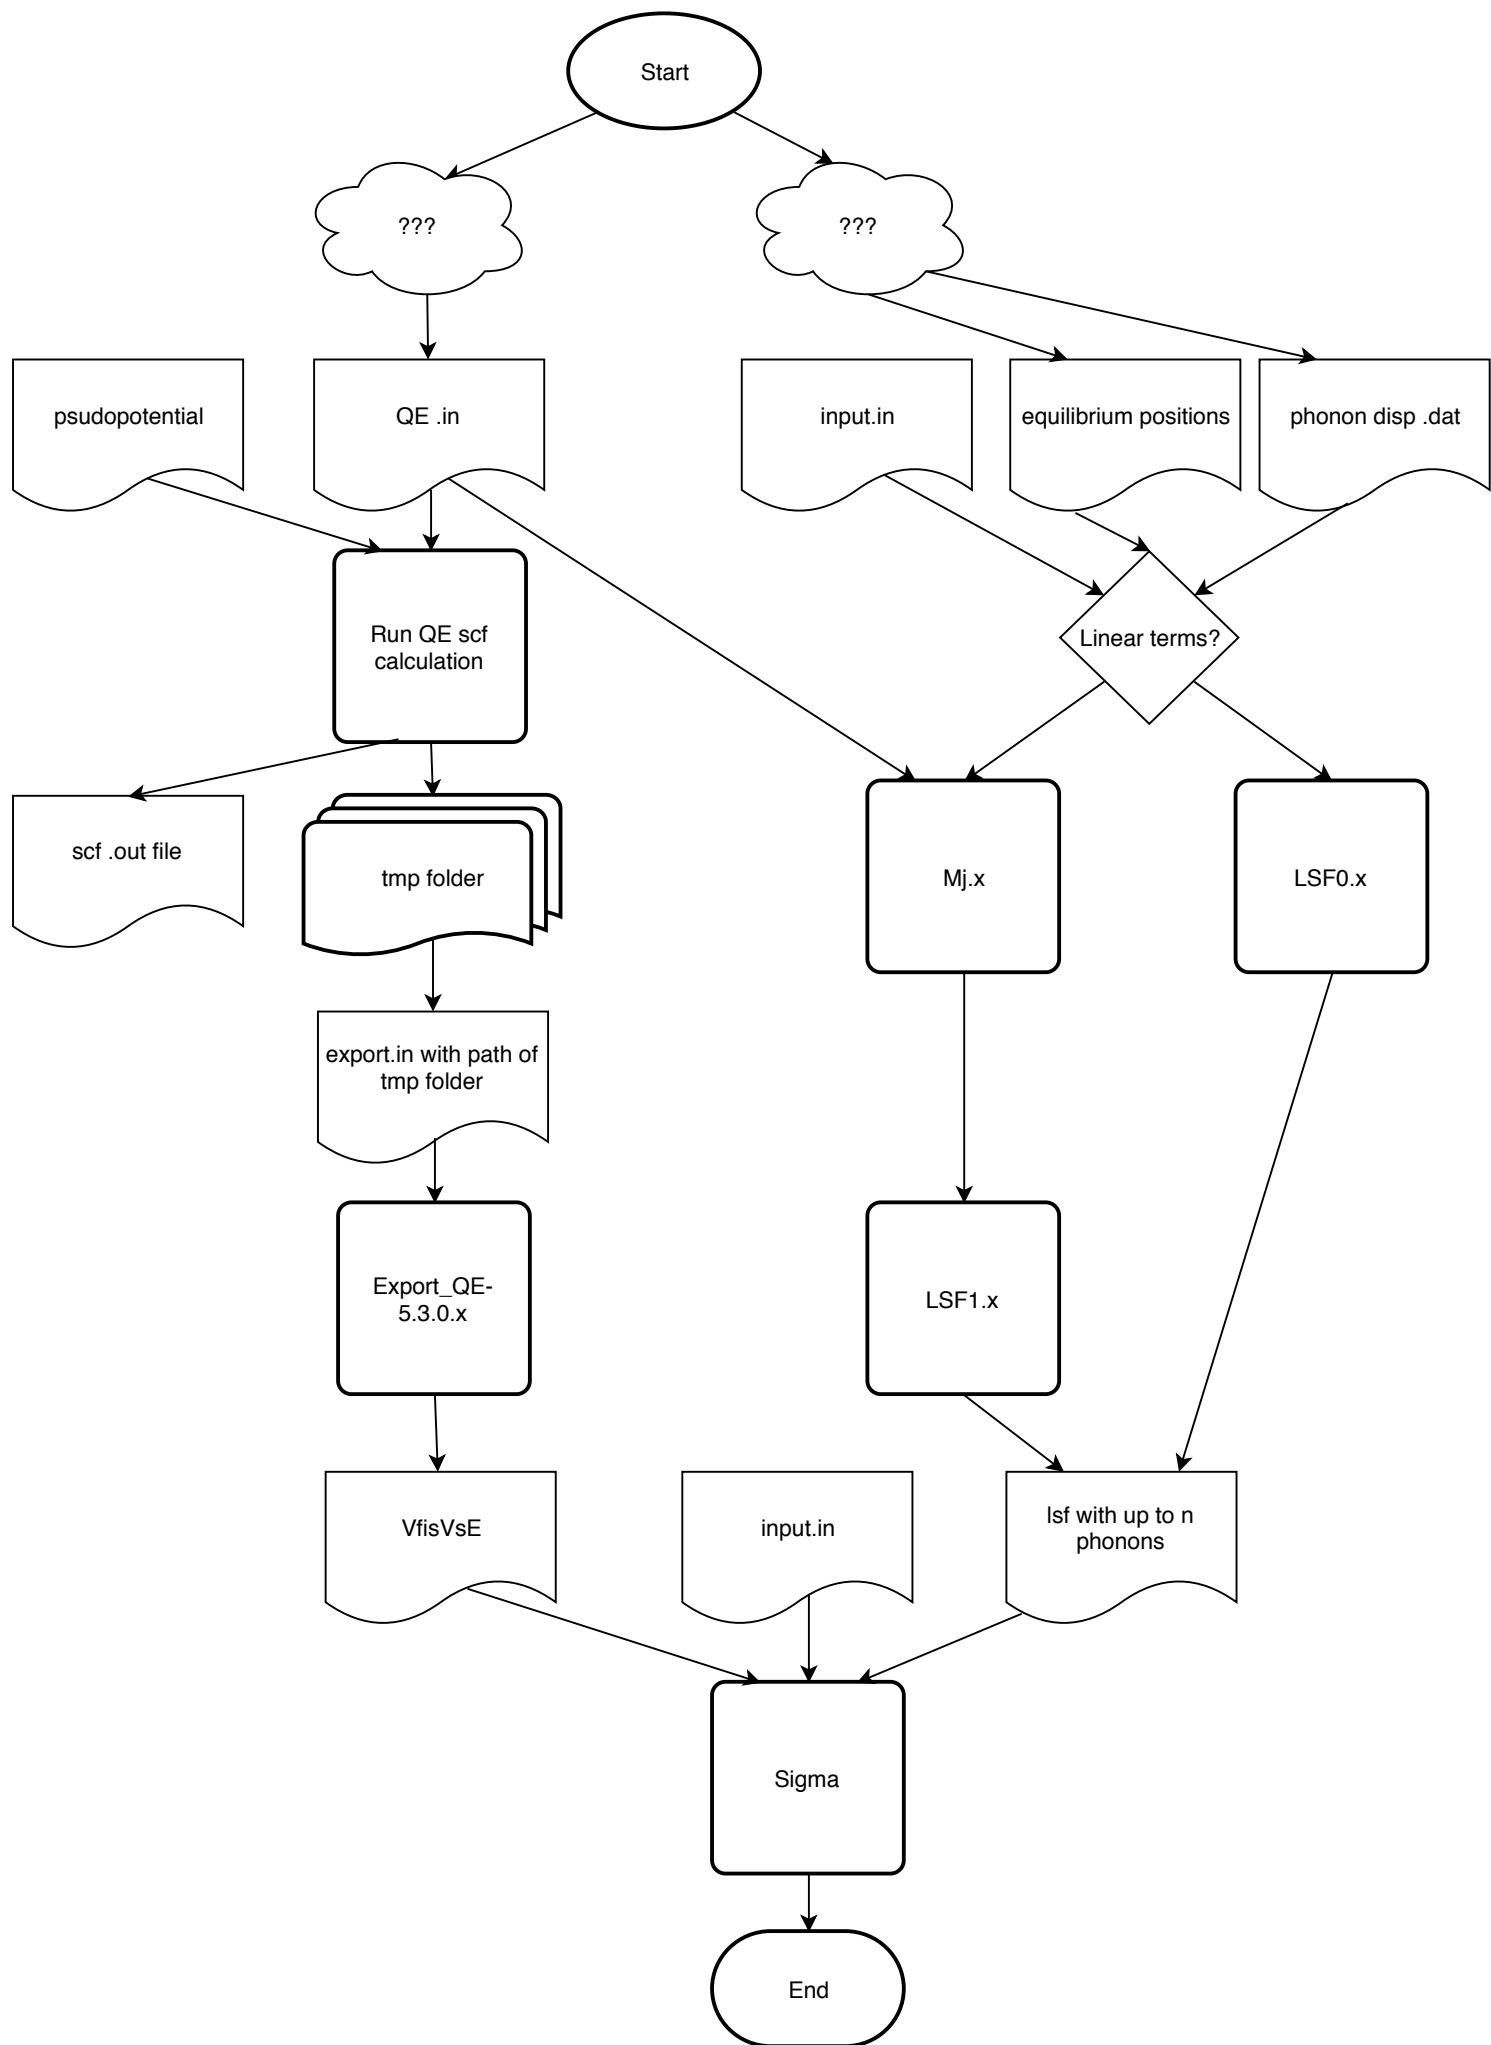 Start
???
???
psudopotential
QE .in
input.in
equilibrium positions
phonon disp .dat
Run QE scf
calculation
Linear terms?
scf .out file
tmp folder
Mj.x
LSF0.x
export.in with path of
tmp folder
Export_QE-
5.3.0.x
LSF1.x
VfisVsE
input.in
lsf with up to n
phonons
Sigma
End